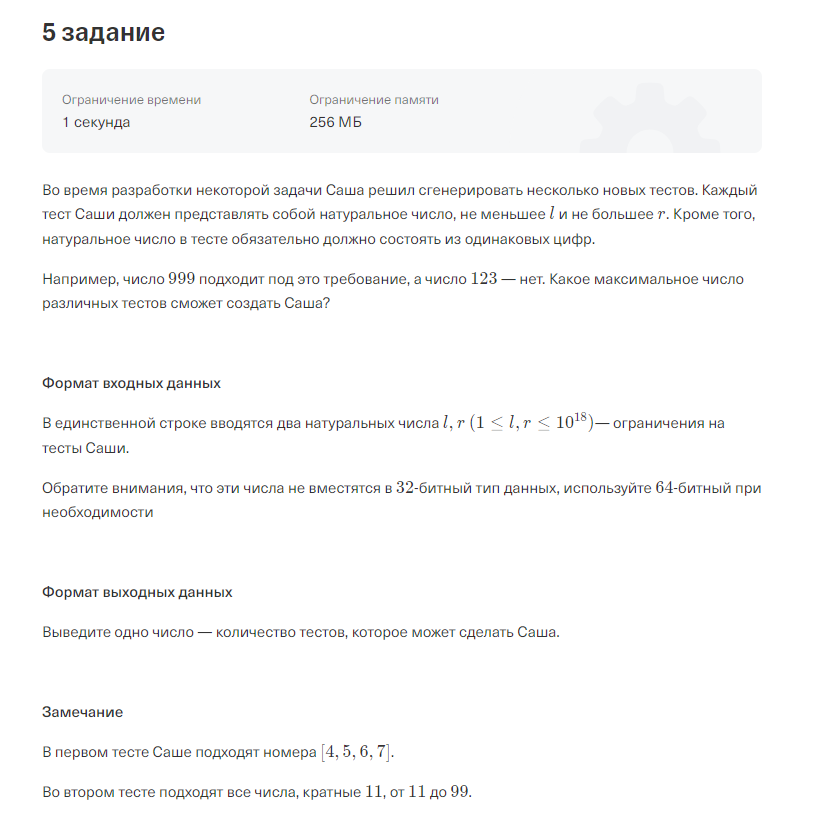 5 задание
Ограничение времени
Ограничение памяти
1 секунда
256 МБ
Во время разработки некоторой задачи Саша решил сгенерировать несколько новых тестов. Каждый
тест Саши должен представлять собой натуральное число, не меньшее l и не большее r. Кроме того,
натуральное число в тесте обязательно должно состоять из одинаковых цифр.
Например, число 999 подходит под это требование, а число 123 — нет. Какое максимальное число
различных тестов сможет создать Саша?
Формат входных данных
В единственной строке вводятся два натуральных числа l, r (1 ≤ l, r ≤ 10^18)— ограничения на
тесты Саши.
Обратите внимания, что эти числа не вместятся в 32-битный тип данных, используйте 64-битный при
необходимости
Формат выходных данных
Выведите одно число — количество тестов, которое может сделать Саша.
Замечание
В первом тесте Саше подходят номера [4, 5, 6, 7].
Во втором тесте подходят все числа, кратные 11, от 11 до 99.